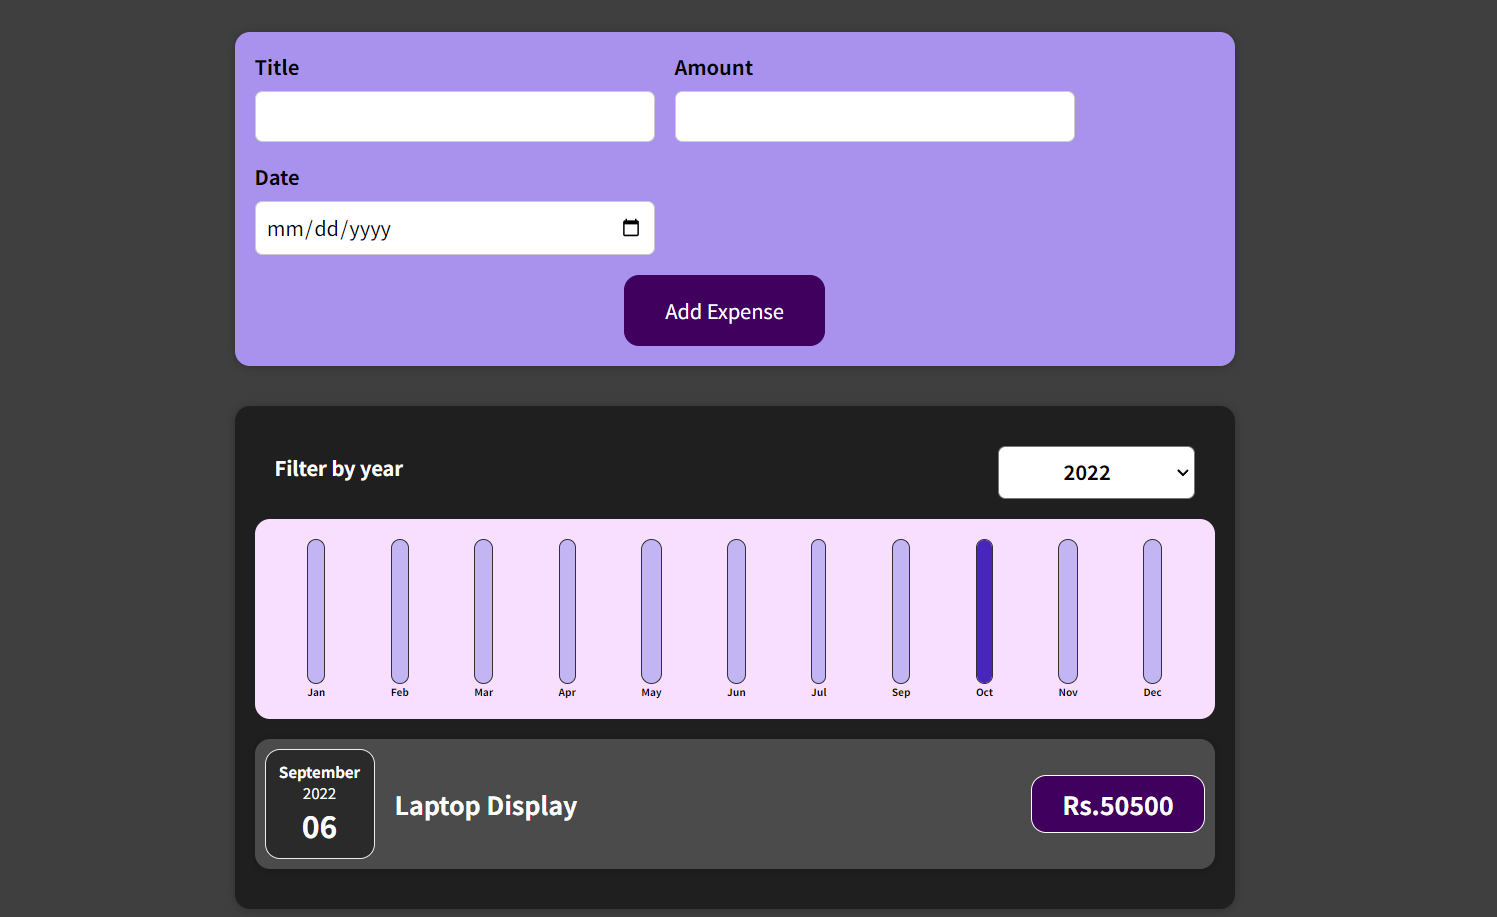 Title Amount
Date
mm/dd/yyyy
Add Expense
Filter by year 2022
Jan Feb Mar Apr May Jun Jul Sep Oct Nov Dec
September
2022
06
Laptop Display
Rs.50500